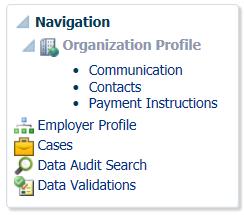 Navigation
Organization Profile
Communication
Contacts
Payment Instructions
Employer Profile
Cases
Data Audit Search
Data Validations